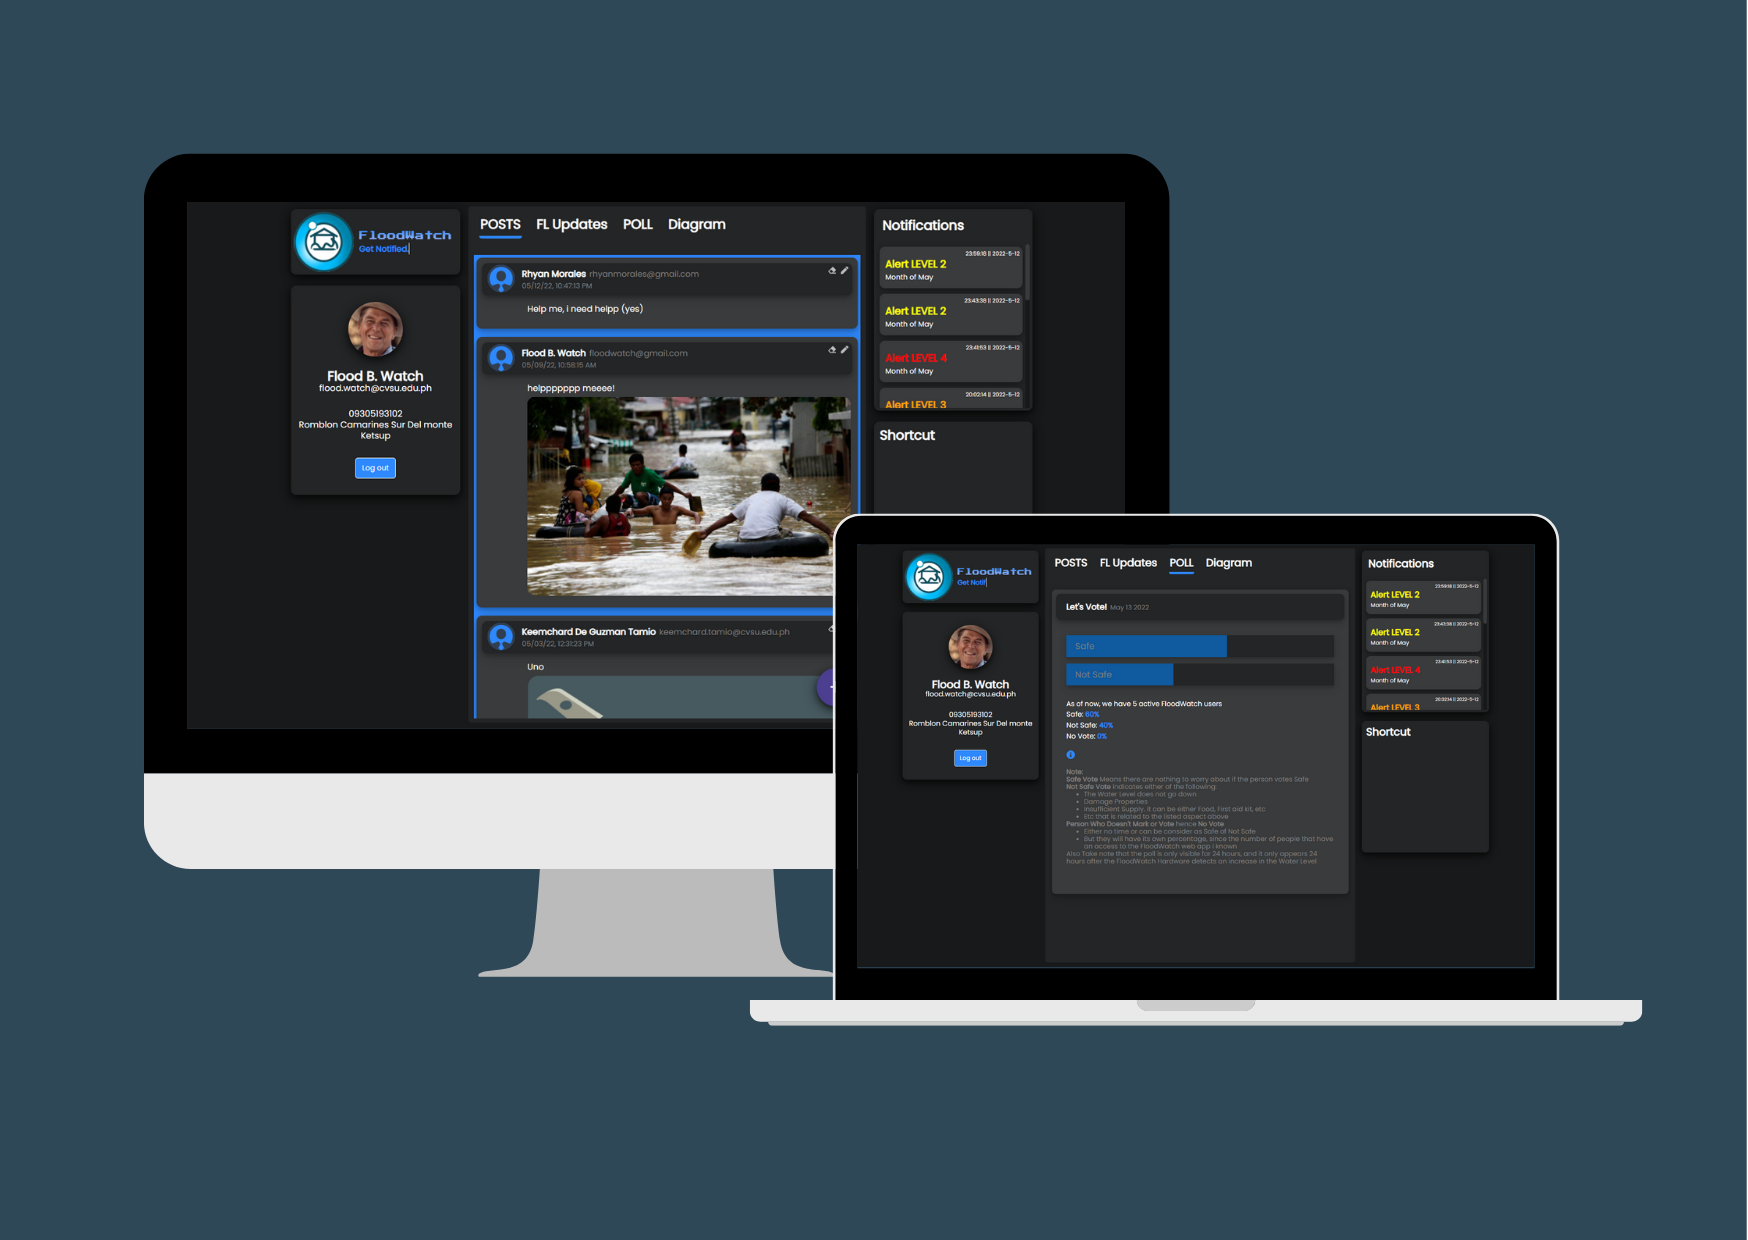 FloodWatch
Get Notified.
Flood B. Watch
flood.watch@cvsu.edu.ph
09305193102
Romblon Camarines Sur Del monte
Ketsup
Log out
POSTS FL Updates POLL Diagram
Rhyan Morales rhyanmorales@gmail.com
05/12/22, 10:47:13 PM
Help me, i need helpp (yes)
Flood B. Watch floodwatch@gmail.com
05/09/22, 10:58:15 AM
helppppppp meeee!
Keemchard De Guzman Tamio keemchard.tamio@cvsu.edu.ph
05/03/22, 12:31:23 PM
Uno
Notifications
23:59:18 || 2022-5-12
Alert LEVEL 2
Month of May
23:43:38 || 2022-5-12
Alert LEVEL 2
Month of May
23:41:53 || 2022-5-12
Alert LEVEL 4
Month of May
20:02:14 || 2022-5-12
Alert LEVEL 3
Shortcut
FloodWatch
Get Notif
Flood B. Watch
flood.watch@cvsu.edu.ph
09305193102
Romblon Camarines Sur Del monte
Ketsup
Log out
POSTS FL Updates POLL Diagram
Let's Vote! May 13 2022
Safe
Not Safe
As of now, we have 5 active FloodWatch users
Safe: 60%
Not Safe: 40%
No Vote: 0%
Note:
Safe Vote Means there are nothing to worry about if the person votes Safe
Not Safe Vote Indicates either of the following:
The Water Level does not go down
Damage Properties
Insufficient Supply, it can be either Food, First aid kit, etc.
Etc that is related to the listed aspect above
Person Who Doesn't Mark or Vote hence No Vote
Either no time or can be consider as Safe of Not Safe
But they will have its own percentage, since the number of people that have
an access to the FloodWatch web app i known
Also Take note that the poll is only visible for 24 hours, and it only appears 24
hours after the FloodWatch Hardware detects an increase in the Water Level
Notifications
23:59:18 || 2022-5-12
Alert LEVEL 2
Month of May
23:43:38 || 2022-5-12
Alert LEVEL 2
Month of May
23:41:53 || 2022-5-12
Alert LEVEL 4
Month of May
20:02:14 || 2022-5-12
Alert LEVEL 3
Shortcut